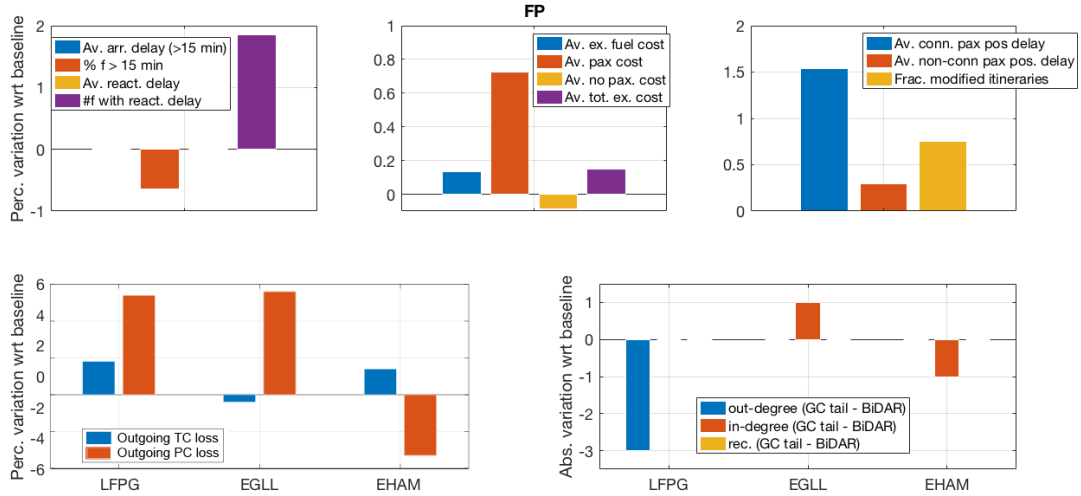 FP
Perc. variation wrt baseline
2
1
0
-1
Av. arr. delay (>15 min)
% f > 15 min
Av. react. delay
#f with react. delay
1
0.8
0.6
0.4
0.2
0
Av. ex. fuel cost
Av. pax cost
Av. no pax. cost
Av. tot. ex. cost
2
1.5
1
0.5
0
Av. conn. pax pos delay
Av. non-conn pax pos. delay
Frac. modified itineraries
Perc. variation wrt baseline
6
4
2
0
-2
-4
-6
Outgoing TC loss
Outgoing PC loss
LFPG
EGLL
EHAM
Abs. variation wrt baseline
1
0
-1
-2
-3
out-degree (GC tail - BiDAR)
in-degree (GC tail - BiDAR)
rec. (GC tail - BiDAR)
LFPG
EGLL
EHAM